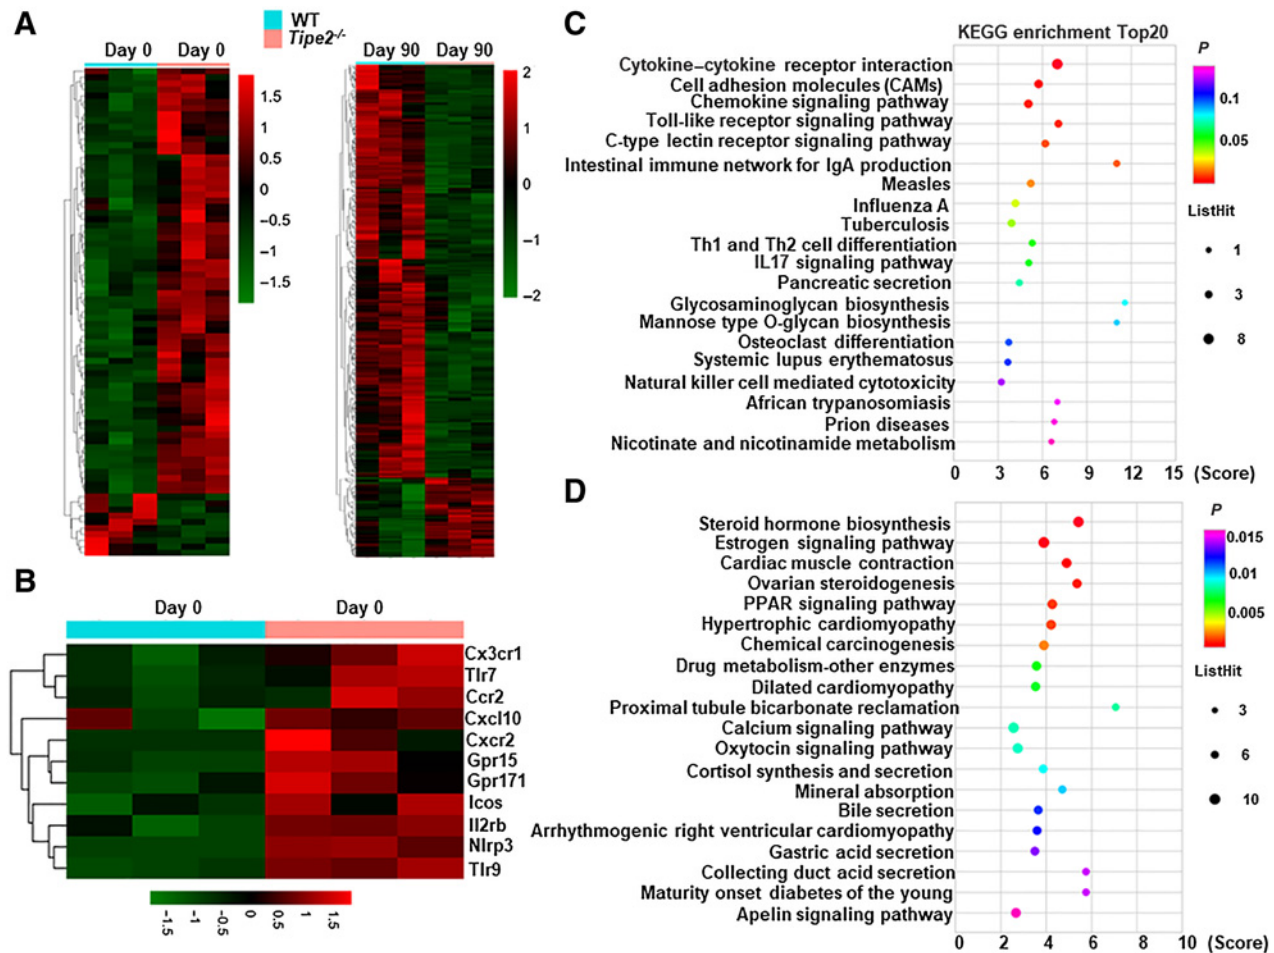 A
WT
Tipe2-/-
Day 0 Day 0
1.5
1
0.5
0
−0.5
−1
−1.5
Day 90 Day 90
2
1
0
−1
−2
B
Day 0 Day 0
Cx3cr1
Tlr7
Ccr2
Cxcl10
Cxcr2
Gpr15
Gpr171
Icos
Il2rb
Nlrp3
Tlr9
-1.5 -1 -0.5 0 0.5 1 1.5
C
KEGG enrichment Top20
Cytokine−cytokine receptor interaction
Cell adhesion molecules (CAMs)
Chemokine signaling pathway
Toll-like receptor signaling pathway
C-type lectin receptor signaling pathway
Intestinal immune network for IgA production
Measles
Influenza A
Tuberculosis
Th1 and Th2 cell differentiation
IL17 signaling pathway
Pancreatic secretion
Glycosaminoglycan biosynthesis
Mannose type O-glycan biosynthesis
Osteoclast differentiation
Systemic lupus erythematosus
Natural killer cell mediated cytotoxicity
African trypanosomiasis
Prion diseases
Nicotinate and nicotinamide metabolism
0 3 6 9 12 15 (Score)
P
0.1
0.05
ListHit
1
3
8
D
Steroid hormone biosynthesis
Estrogen signaling pathway
Cardiac muscle contraction
Ovarian steroidogenesis
PPAR signaling pathway
Hypertrophic cardiomyopathy
Chemical carcinogenesis
Drug metabolism-other enzymes
Dilated cardiomyopathy
Proximal tubule bicarbonate reclamation
Calcium signaling pathway
Oxytocin signaling pathway
Cortisol synthesis and secretion
Mineral absorption
Bile secretion
Arrhythmogenic right ventricular cardiomyopathy
Gastric acid secretion
Collecting duct acid secretion
Maturity onset diabetes of the young
Apelin signaling pathway
0 2 4 6 8 10 (Score)
P
0.015
0.01
0.005
ListHit
3
6
10